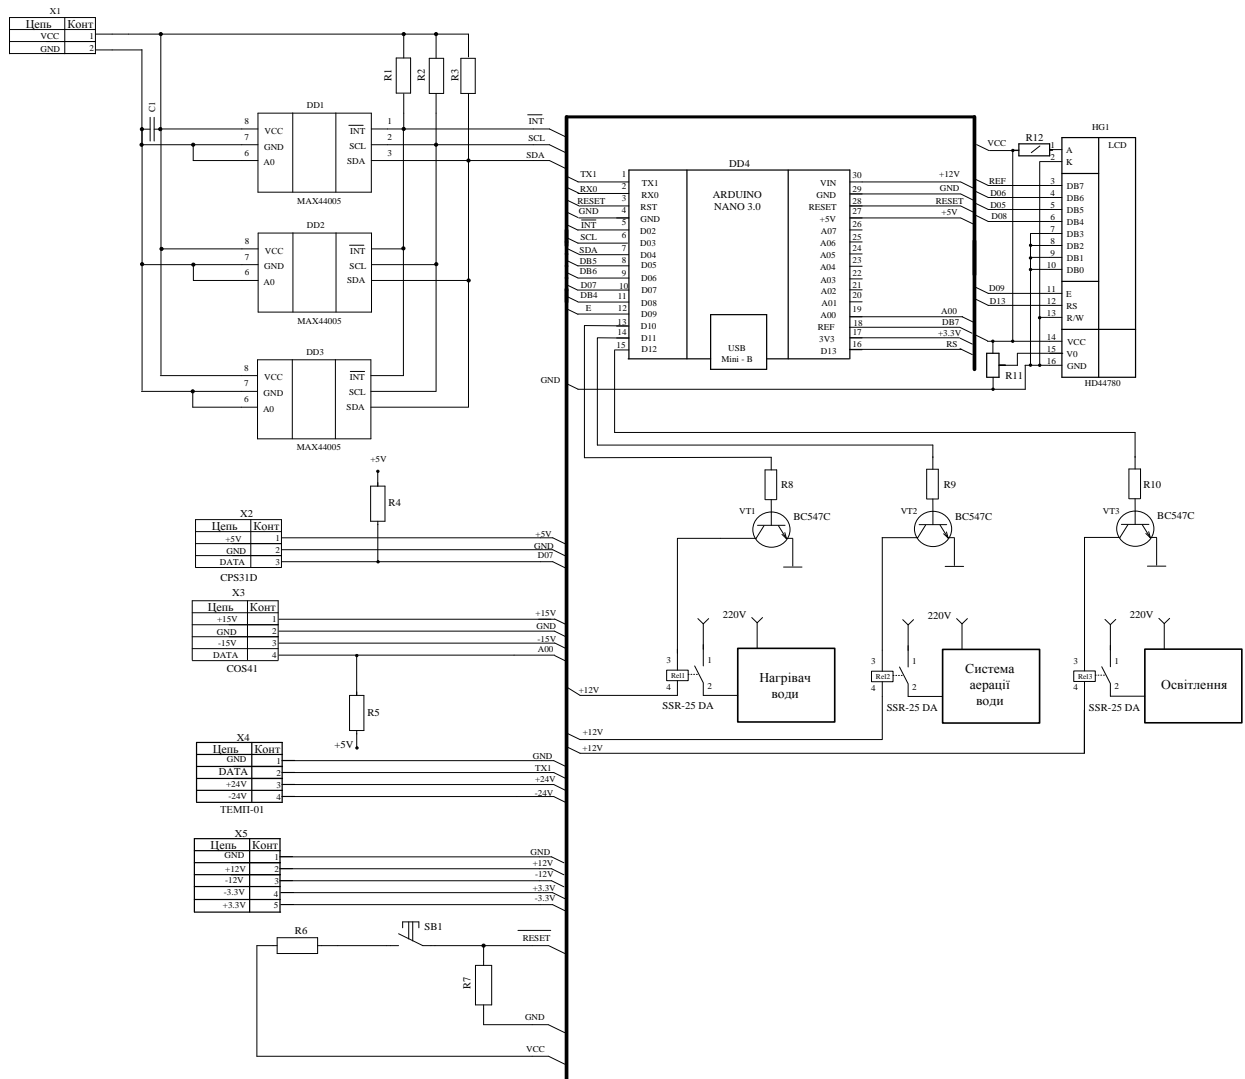 X1
Цепь Конт
VCC 1
GND 2
C1
R1
R2
R3
DD1
8 VCC INT 1
7 GND SCL 2
6 A0 SDA 3
MAX44005
DD2
8 VCC INT
7 GND SCL
6 A0 SDA
MAX44005
DD3
8 VCC INT
7 GND SCL
6 A0 SDA
MAX44005
INT
SCL
SDA
DD4
ARDUINO
NANO 3.0
USB
Mini - B
TX1 1 TX1
RX0 2 RX0
RESET 3 RST
GND 4 GND
INT 5 D02
SCL 6 D03
SDA 7 D04
DB5 8 D05
DB6 9 D06
D07 10 D07
DB4 11 D08
E 12 D09
13 D10
14 D11
15 D12
VIN 30 +12V
GND 29 GND
RESET 28 RESET
+5V 27 +5V
A07 26
A06 25
A05 24
A04 23
A03 22
A02 21
A01 20
A00 19 A00
REF 18 DB7
3V3 17 +3.3V
D13 16 RS
GND
HG1
LCD
VCC R12 1 A
2 K
REF 3 DB7
D06 4 DB6
D05 5 DB5
D08 6 DB4
7 DB3
8 DB2
9 DB1
10 DB0
D09 11 E
D13 12 RS
13 R/W
14 VCC
15 V0
16 GND
R11
HD44780
+5V
R4
X2
Цепь Конт
+5V 1
GND 2
DATA 3
CPS31D
+5V
GND
D07
X3
Цепь Конт
+15V 1
GND 2
-15V 3
DATA 4
COS41
+15V
GND
-15V
A00
R5
+5V
X4
Цепь Конт
GND 1
DATA 2
+24V 3
-24V 4
ТЕМП-01
GND
TX1
+24V
-24V
X5
Цепь Конт
GND 1
+12V 2
-12V 3
-3.3V 4
+3.3V 5
GND
+12V
-12V
+3.3V
-3.3V
R6
SB1
RESET
R7
GND
VCC
R8
VT1
BC547C
R9
VT2
BC547C
R10
VT3
BC547C
220V
3
Rel1
4
1
2
SSR-25 DA
Нагрівач
води
+12V
220V
3
Rel2
4
1
2
SSR-25 DA
Система
аерації
води
+12V
220V
3
Rel3
4
1
2
SSR-25 DA
Освітлення
+12V